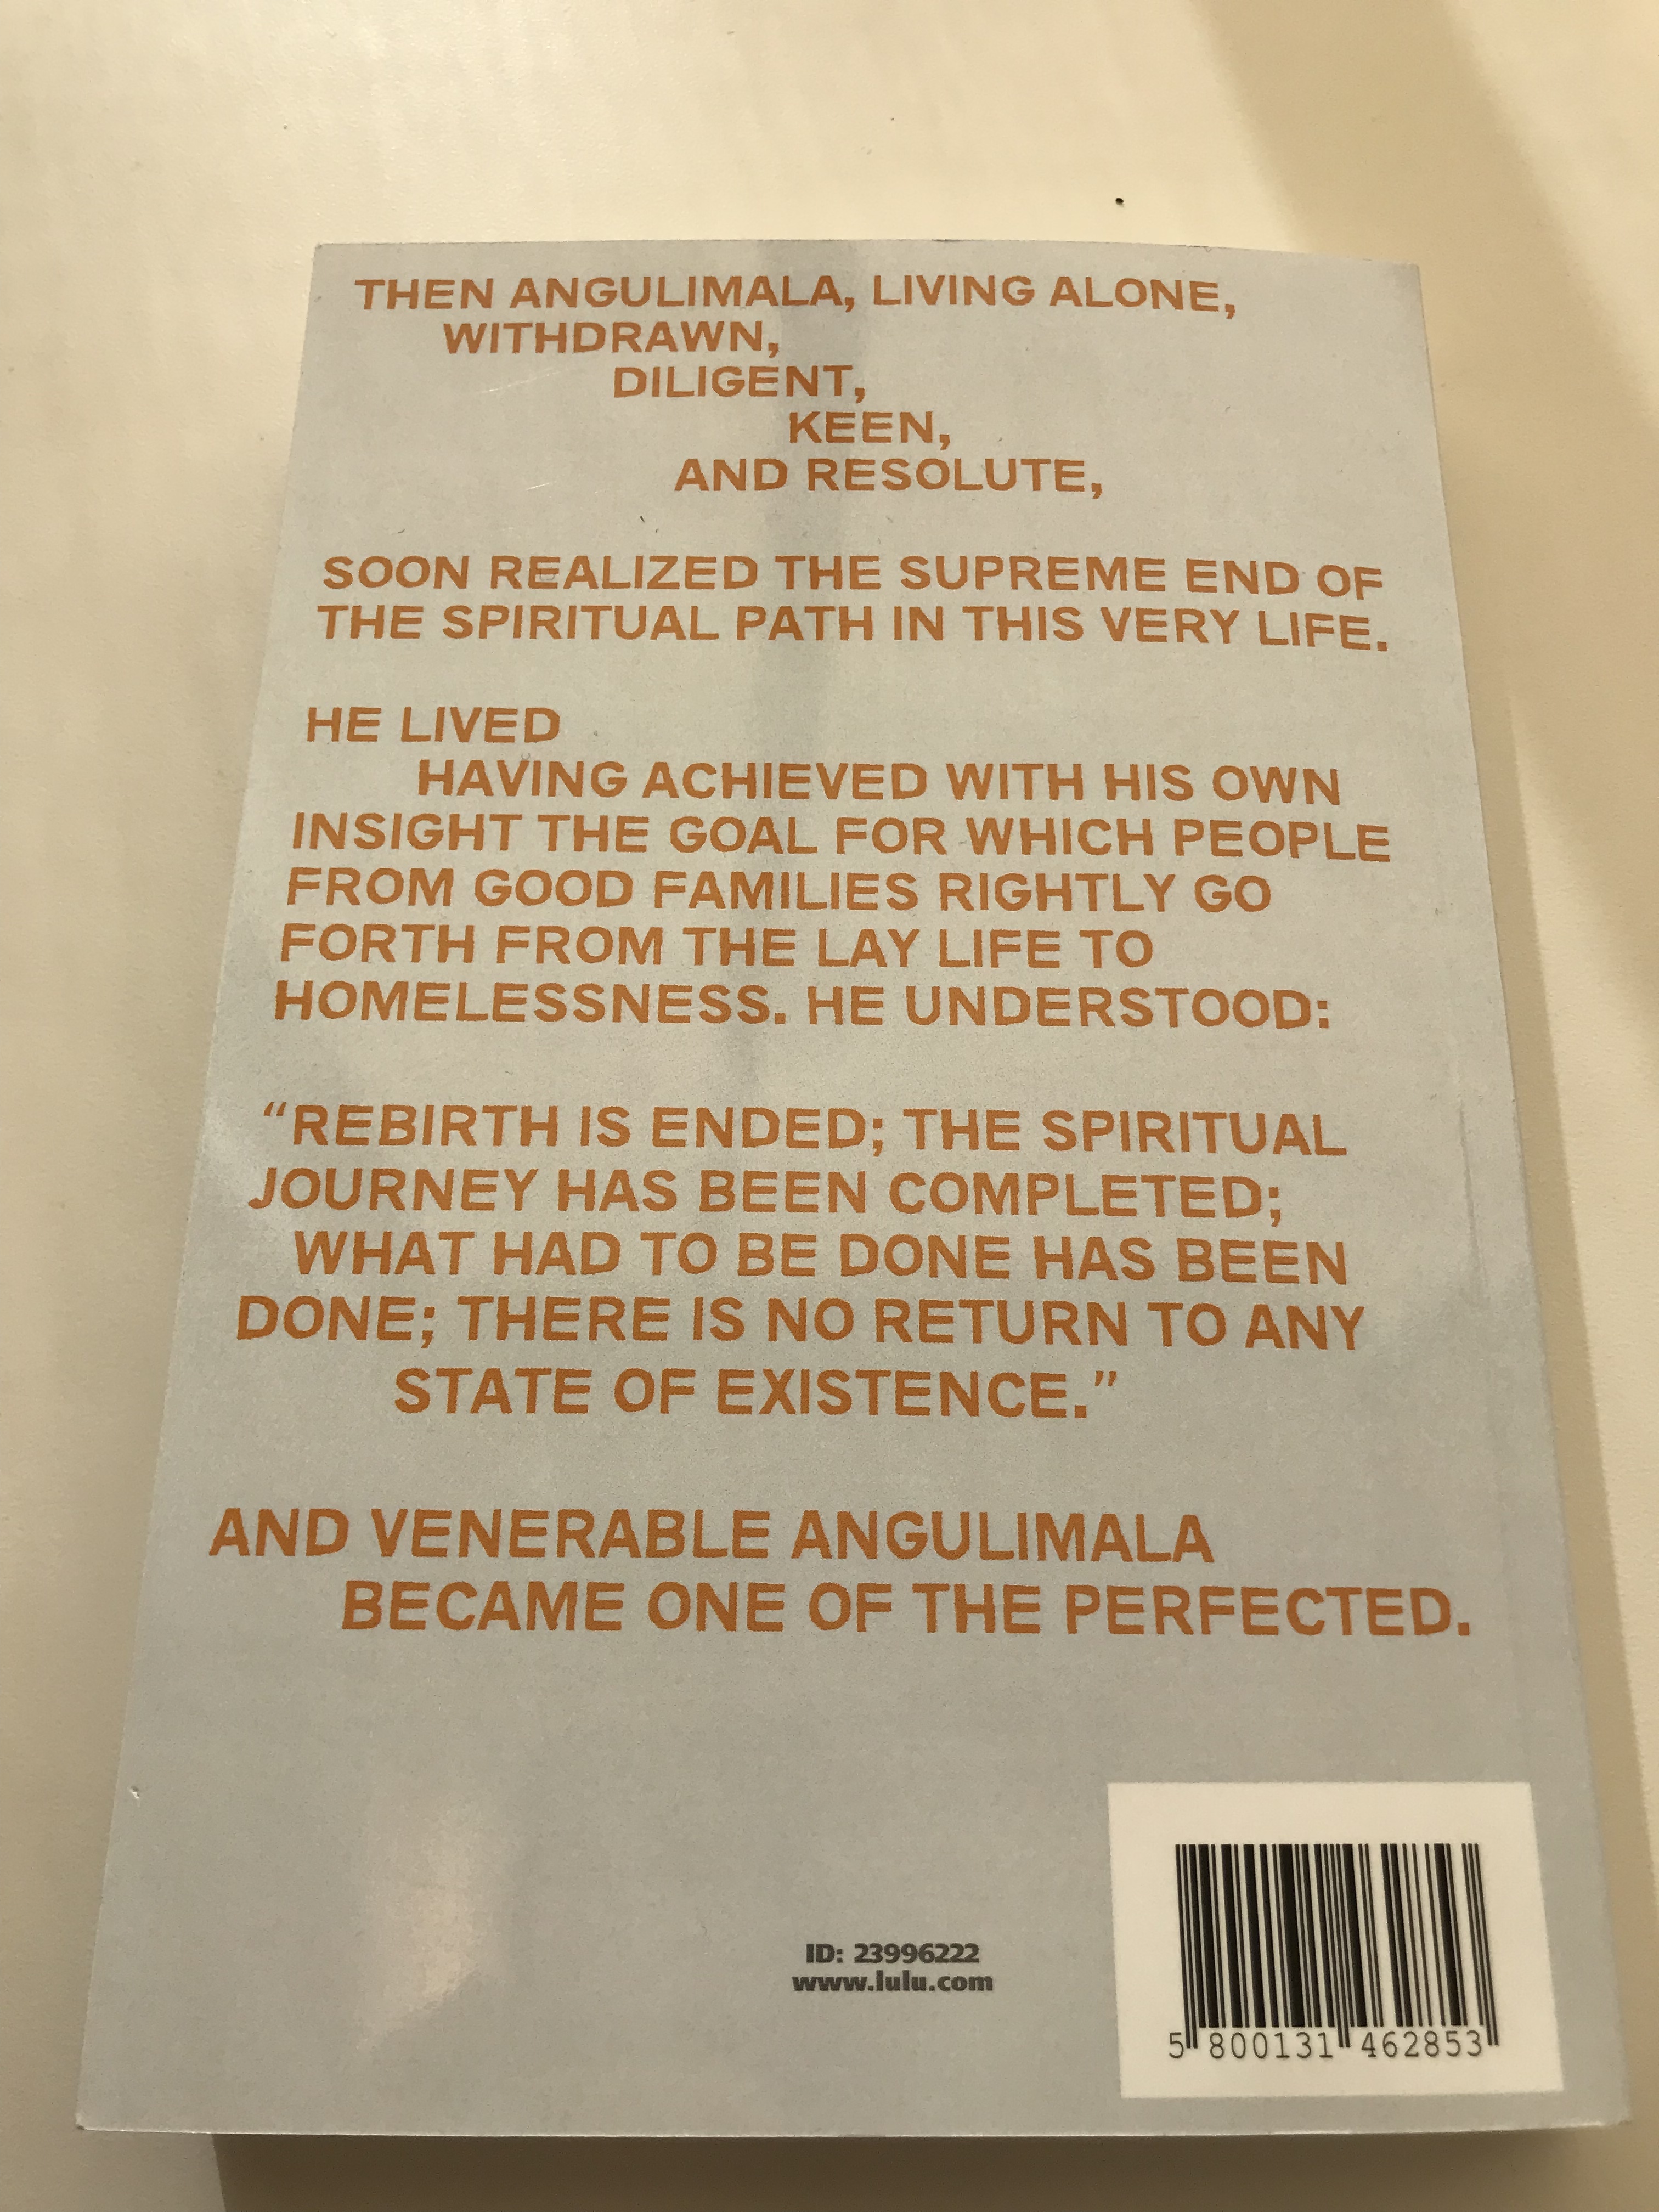 THEN ANGULIMALA, LIVING ALONE,
WITHDRAWN,
DILIGENT,
KEEN,
AND RESOLUTE,
SOON REALIZED THE SUPREME END OF
THE SPIRITUAL PATH IN THIS VERY LIFE.
HE LIVED
HAVING ACHIEVED WITH HIS OWN
INSIGHT THE GOAL FOR WHICH PEOPLE
FROM GOOD FAMILIES RIGHTLY GO
FORTH FROM THE LAY LIFE TO
HOMELESSNESS. HE UNDERSTOOD:
“REBIRTH IS ENDED; THE SPIRITUAL
JOURNEY HAS BEEN COMPLETED;
WHAT HAD TO BE DONE HAS BEEN
DONE; THERE IS NO RETURN TO ANY
STATE OF EXISTENCE.”
AND VENERABLE ANGULIMALA
BECAME ONE OF THE PERFECTED.
ID: 23996222
www.lulu.com
5 800131 462853